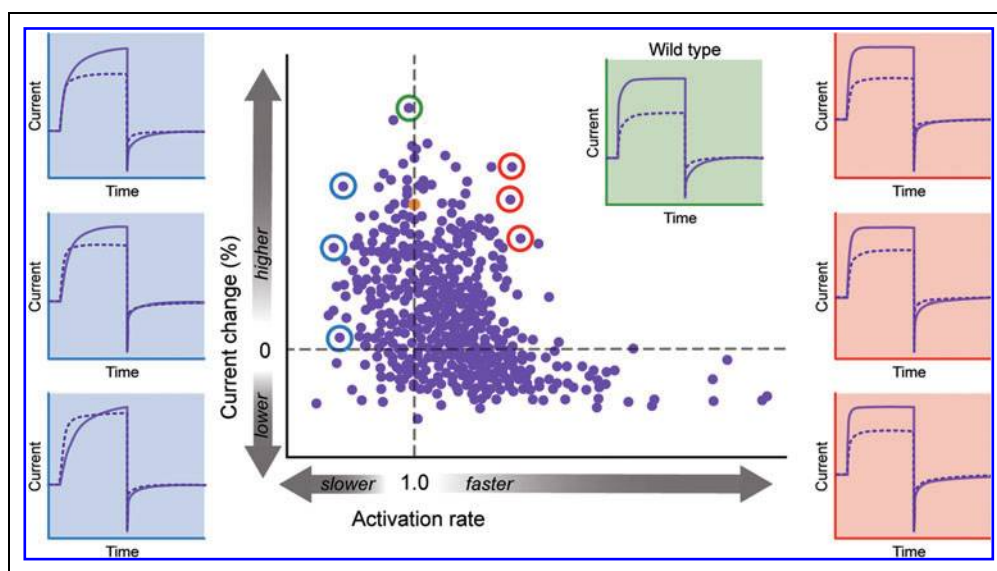 Current
Time
Current
Time
Current
Time
Current change (%)
higher
0
lower
slower
1.0
faster
Activation rate
Wild type
Current
Time
Current
Time
Current
Time
Current
Time